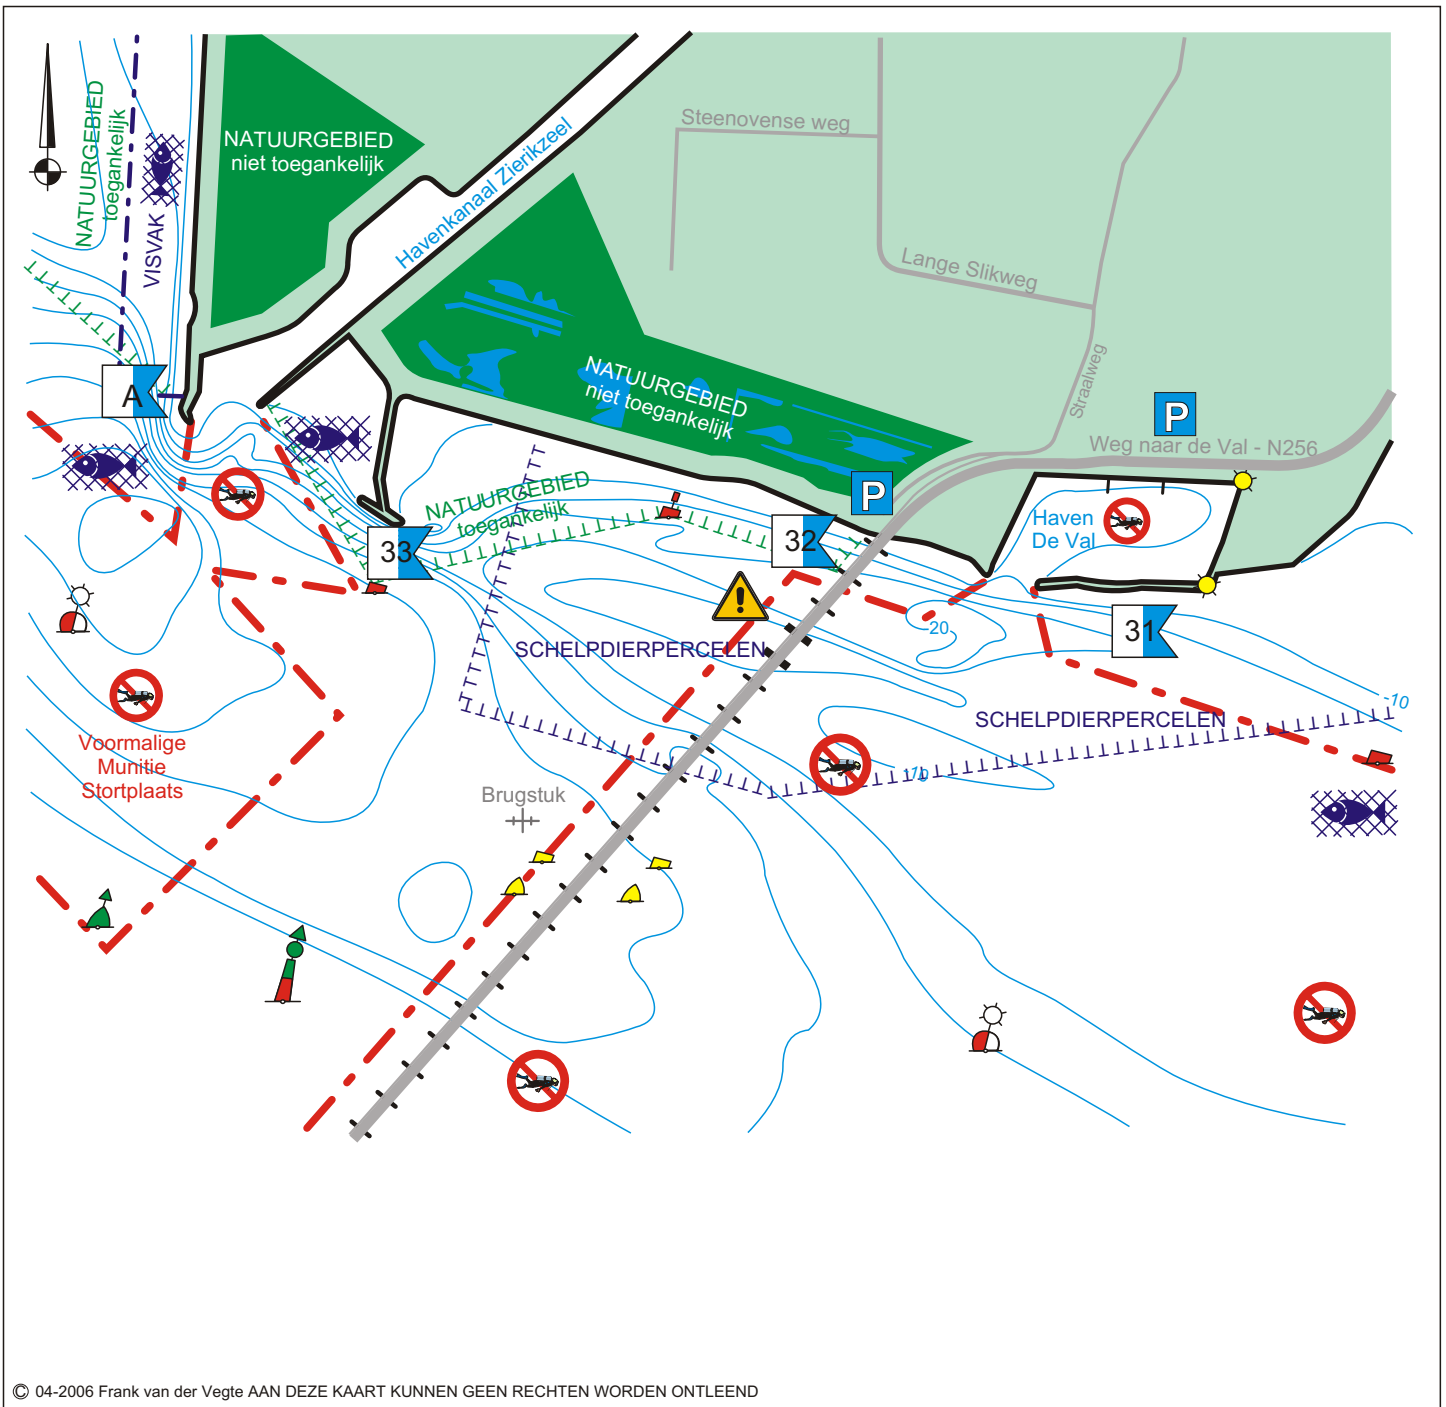 NATUURGEBIED
toegankelijk
VISVAK
NATUURGEBIED
niet toegankelijk
Havenkanaal Zierikzeel
Steenovense weg
Lange Slikweg
Straalweg
NATUURGEBIED
niet toegankelijk
P
Weg naar de Val - N256
P
A
NATUURGEBIED
toegankelijk
33
32
Haven
De Val
31
!
-20
SCHELPDIERPERCELEN
SCHELPDIERPERCELEN
-10
-10
Voormalige
Munitie
Stortplaats
Brugstuk
© 04-2006 Frank van der Vegte AAN DEZE KAART KUNNEN GEEN RECHTEN WORDEN ONTLEEND